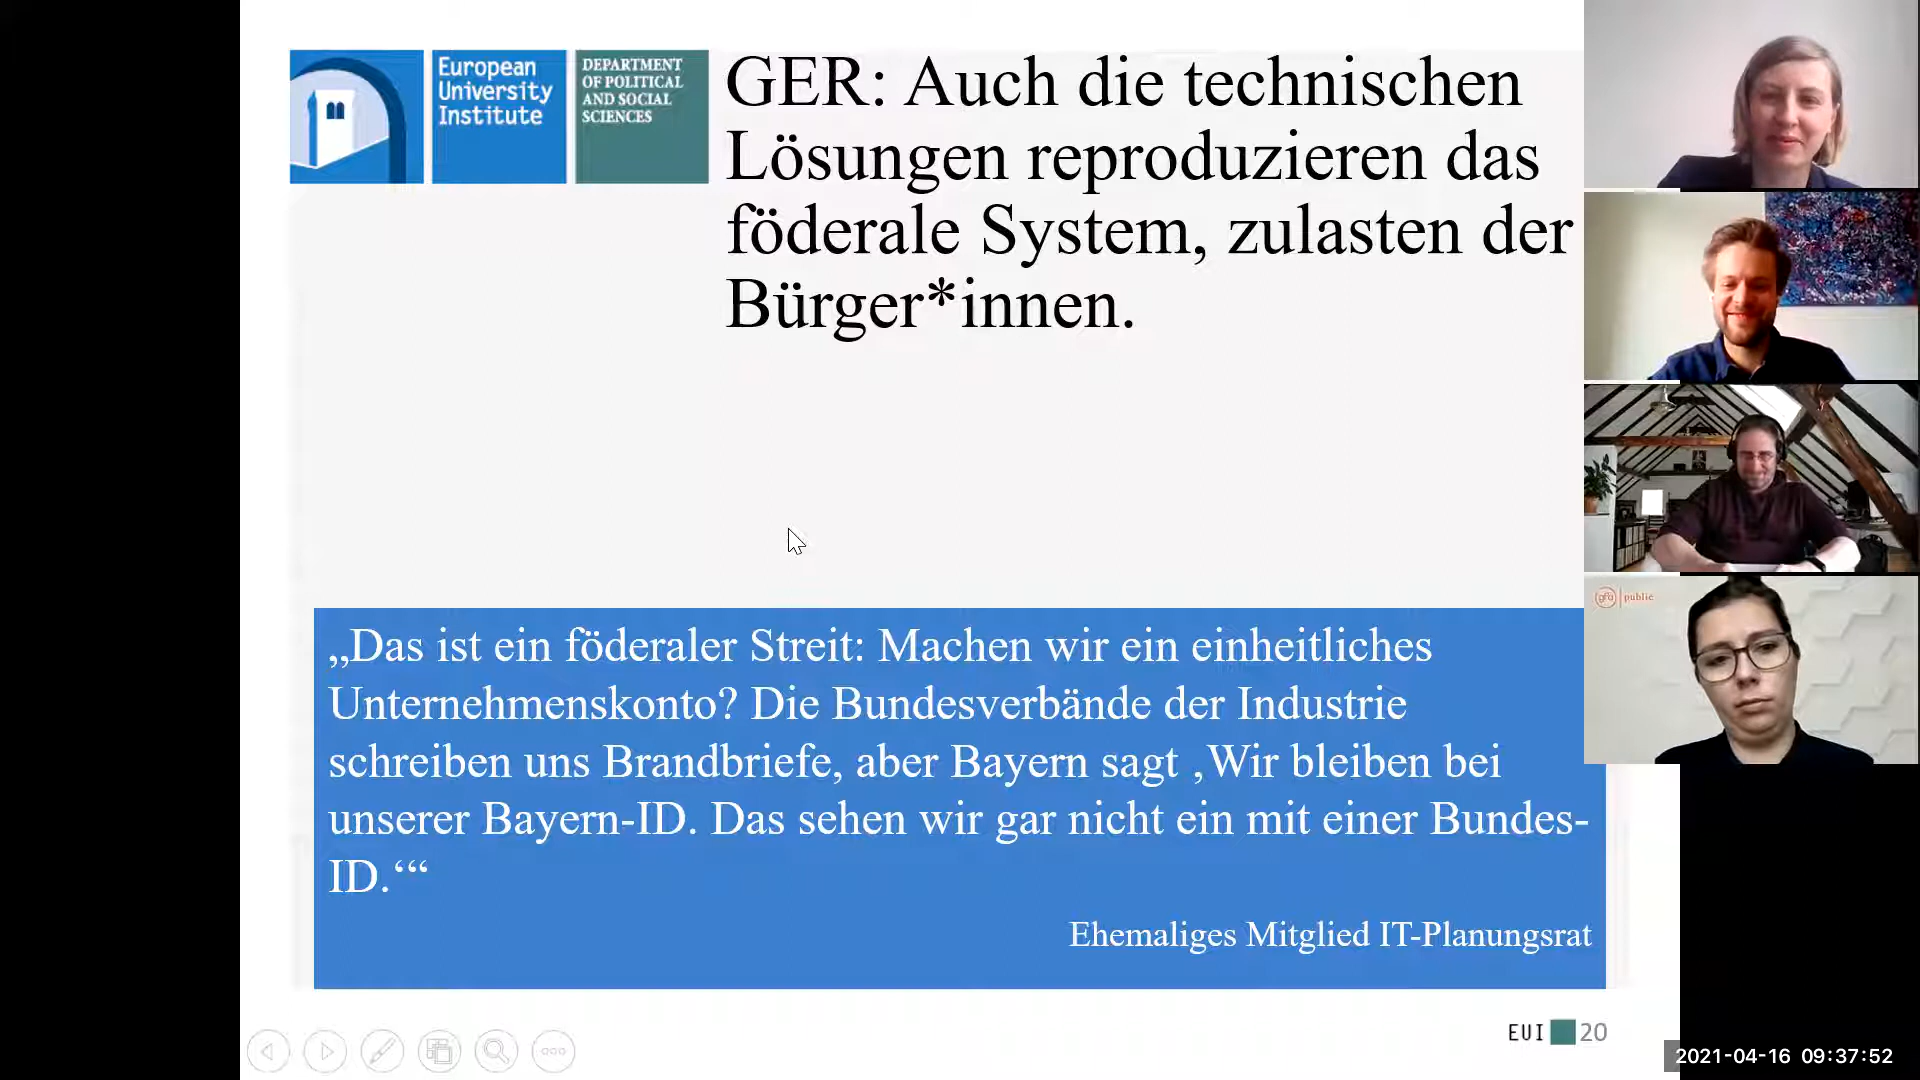 European
University
Institute
DEPARTMENT
OF POLITICAL
AND SOCIAL
SCIENCES
GER: Auch die technischen
Lösungen reproduzieren das
föderale System, zulasten der
Bürger*innen.
„Das ist ein föderaler Streit: Machen wir ein einheitliches
Unternehmenskonto? Die Bundesverbände der Industrie
schreiben uns Brandbriefe, aber Bayern sagt ‚Wir bleiben bei
unserer Bayern-ID. Das sehen wir gar nicht ein mit einer Bundes-
ID.‘“
Ehemaliges Mitglied IT-Planungsrat
EUI 20
gfa | public
2021-04-16 09:37:52